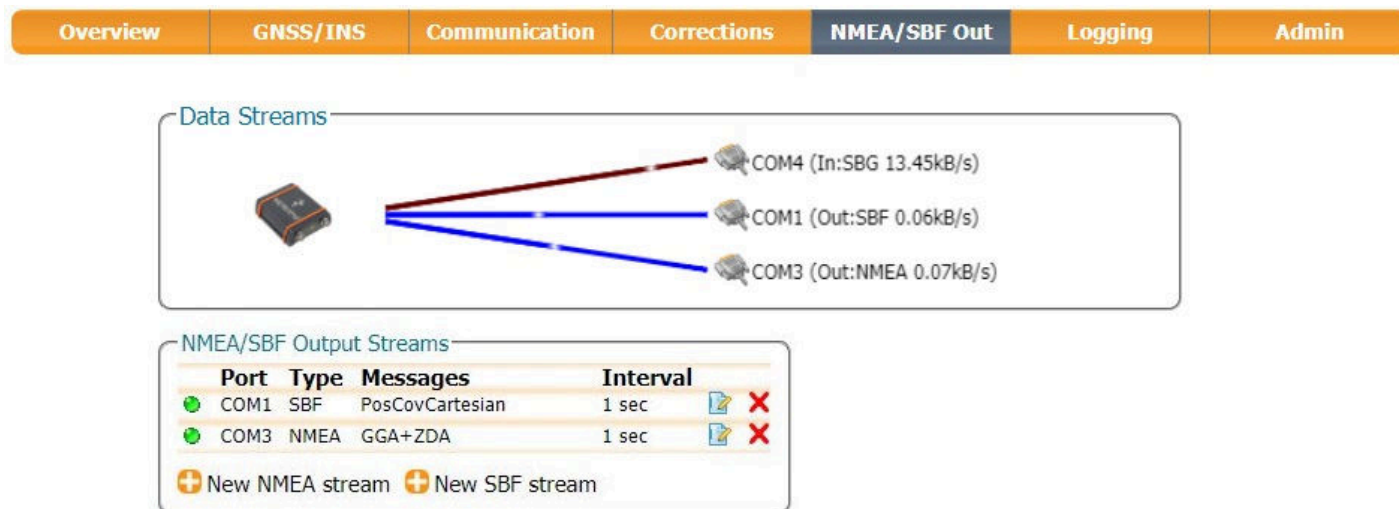 Overview GNSS/INS Communication Corrections NMEA/SBF Out Logging Admin
Data Streams
COM4 (In:SBG 13.45kB/s)
COM1 (Out:SBF 0.06kB/s)
COM3 (Out:NMEA 0.07kB/s)
NMEA/SBF Output Streams
Port Type Messages Interval
COM1 SBF PosCovCartesian 1 sec
COM3 NMEA GGA+ZDA 1 sec
New NMEA stream New SBF stream